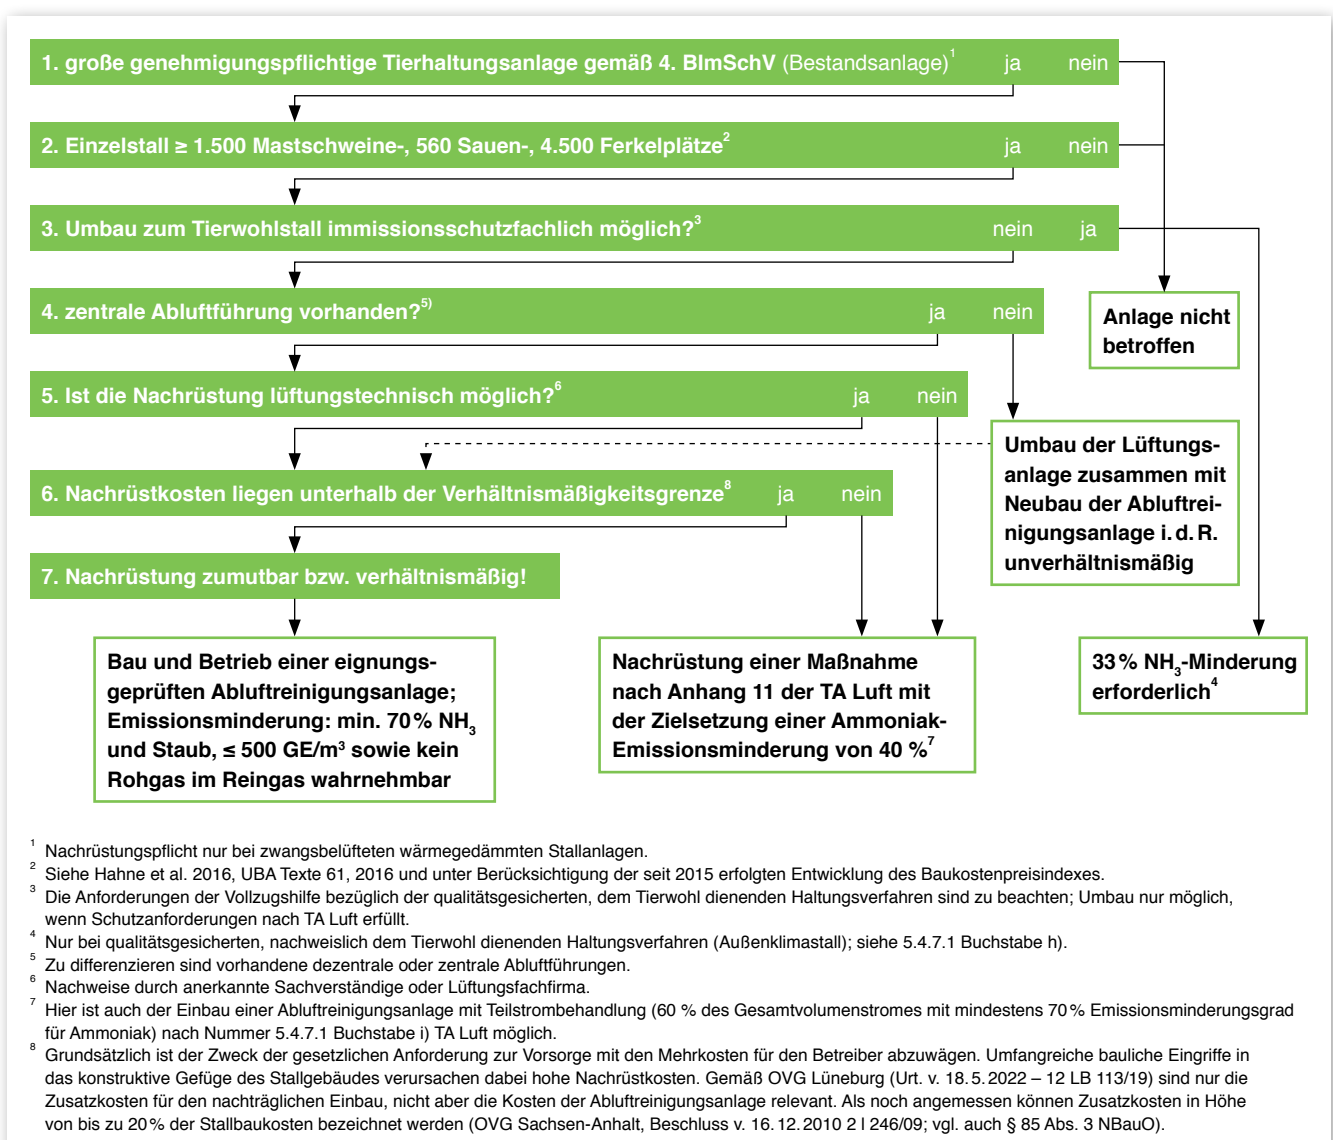 1. große genehmigungspflichtige Tierhaltungsanlage gemäß 4. BImSchV (Bestandsanlage)¹ ja nein
2. Einzelstall ≥ 1.500 Mastschweine-, 560 Sauen-, 4.500 Ferkelplätze² ja nein
3. Umbau zum Tierwohlstall immissionsschutzfachlich möglich?³ nein ja
4. zentrale Abluftführung vorhanden?⁵⁾ ja nein
Anlage nicht
betroffen
5. Ist die Nachrüstung lüftungstechnisch möglich?⁶ ja nein
Umbau der Lüftungs-
anlage zusammen mit
Neubau der Abluftrei-
nigungsanlage i. d. R.
unverhältnismäßig
6. Nachrüstkosten liegen unterhalb der Verhältnismäßigkeitsgrenze⁸ ja nein
7. Nachrüstung zumutbar bzw. verhältnismäßig!
Bau und Betrieb einer eignungs-
geprüften Abluftreinigungsanlage;
Emissionsminderung: min. 70 % NH₃
und Staub, ≤ 500 GE/m³ sowie kein
Rohgas im Reingas wahrnehmbar
Nachrüstung einer Maßnahme
nach Anhang 11 der TA Luft mit
der Zielsetzung einer Ammoniak-
Emissionsminderung von 40 %⁷
33 % NH₃-Minderung
erforderlich⁴
¹ Nachrüstungspflicht nur bei zwangsbelüfteten wärmegedämmten Stallanlagen.
² Siehe Hahne et al. 2016, UBA Texte 61, 2016 und unter Berücksichtigung der seit 2015 erfolgten Entwicklung des Baukostenpreisindexes.
³ Die Anforderungen der Vollzugshilfe bezüglich der qualitätsgesicherten, dem Tierwohl dienenden Haltungsverfahren sind zu beachten; Umbau nur möglich,
wenn Schutzanforderungen nach TA Luft erfüllt.
⁴ Nur bei qualitätsgesicherten, nachweislich dem Tierwohl dienenden Haltungsverfahren (Außenklimastall); siehe 5.4.7.1 Buchstabe h).
⁵ Zu differenzieren sind vorhandene dezentrale oder zentrale Abluftführungen.
⁶ Nachweise durch anerkannte Sachverständige oder Lüftungsfachfirma.
⁷ Hier ist auch der Einbau einer Abluftreinigungsanlage mit Teilstrombehandlung (60 % des Gesamtvolumenstromes mit mindestens 70 % Emissionsminderungsgrad
für Ammoniak) nach Nummer 5.4.7.1 Buchstabe i) TA Luft möglich.
⁸ Grundsätzlich ist der Zweck der gesetzlichen Anforderung zur Vorsorge mit den Mehrkosten für den Betreiber abzuwägen. Umfangreiche bauliche Eingriffe in
das konstruktive Gefüge des Stallgebäudes verursachen dabei hohe Nachrüstkosten. Gemäß OVG Lüneburg (Urt. v. 18. 5. 2022 – 12 LB 113/19) sind nur die
Zusatzkosten für den nachträglichen Einbau, nicht aber die Kosten der Abluftreinigungsanlage relevant. Als noch angemessen können Zusatzkosten in Höhe
von bis zu 20 % der Stallbaukosten bezeichnet werden (OVG Sachsen-Anhalt, Beschluss v. 16. 12. 2010 2 l 246/09; vgl. auch § 85 Abs. 3 NBauO).